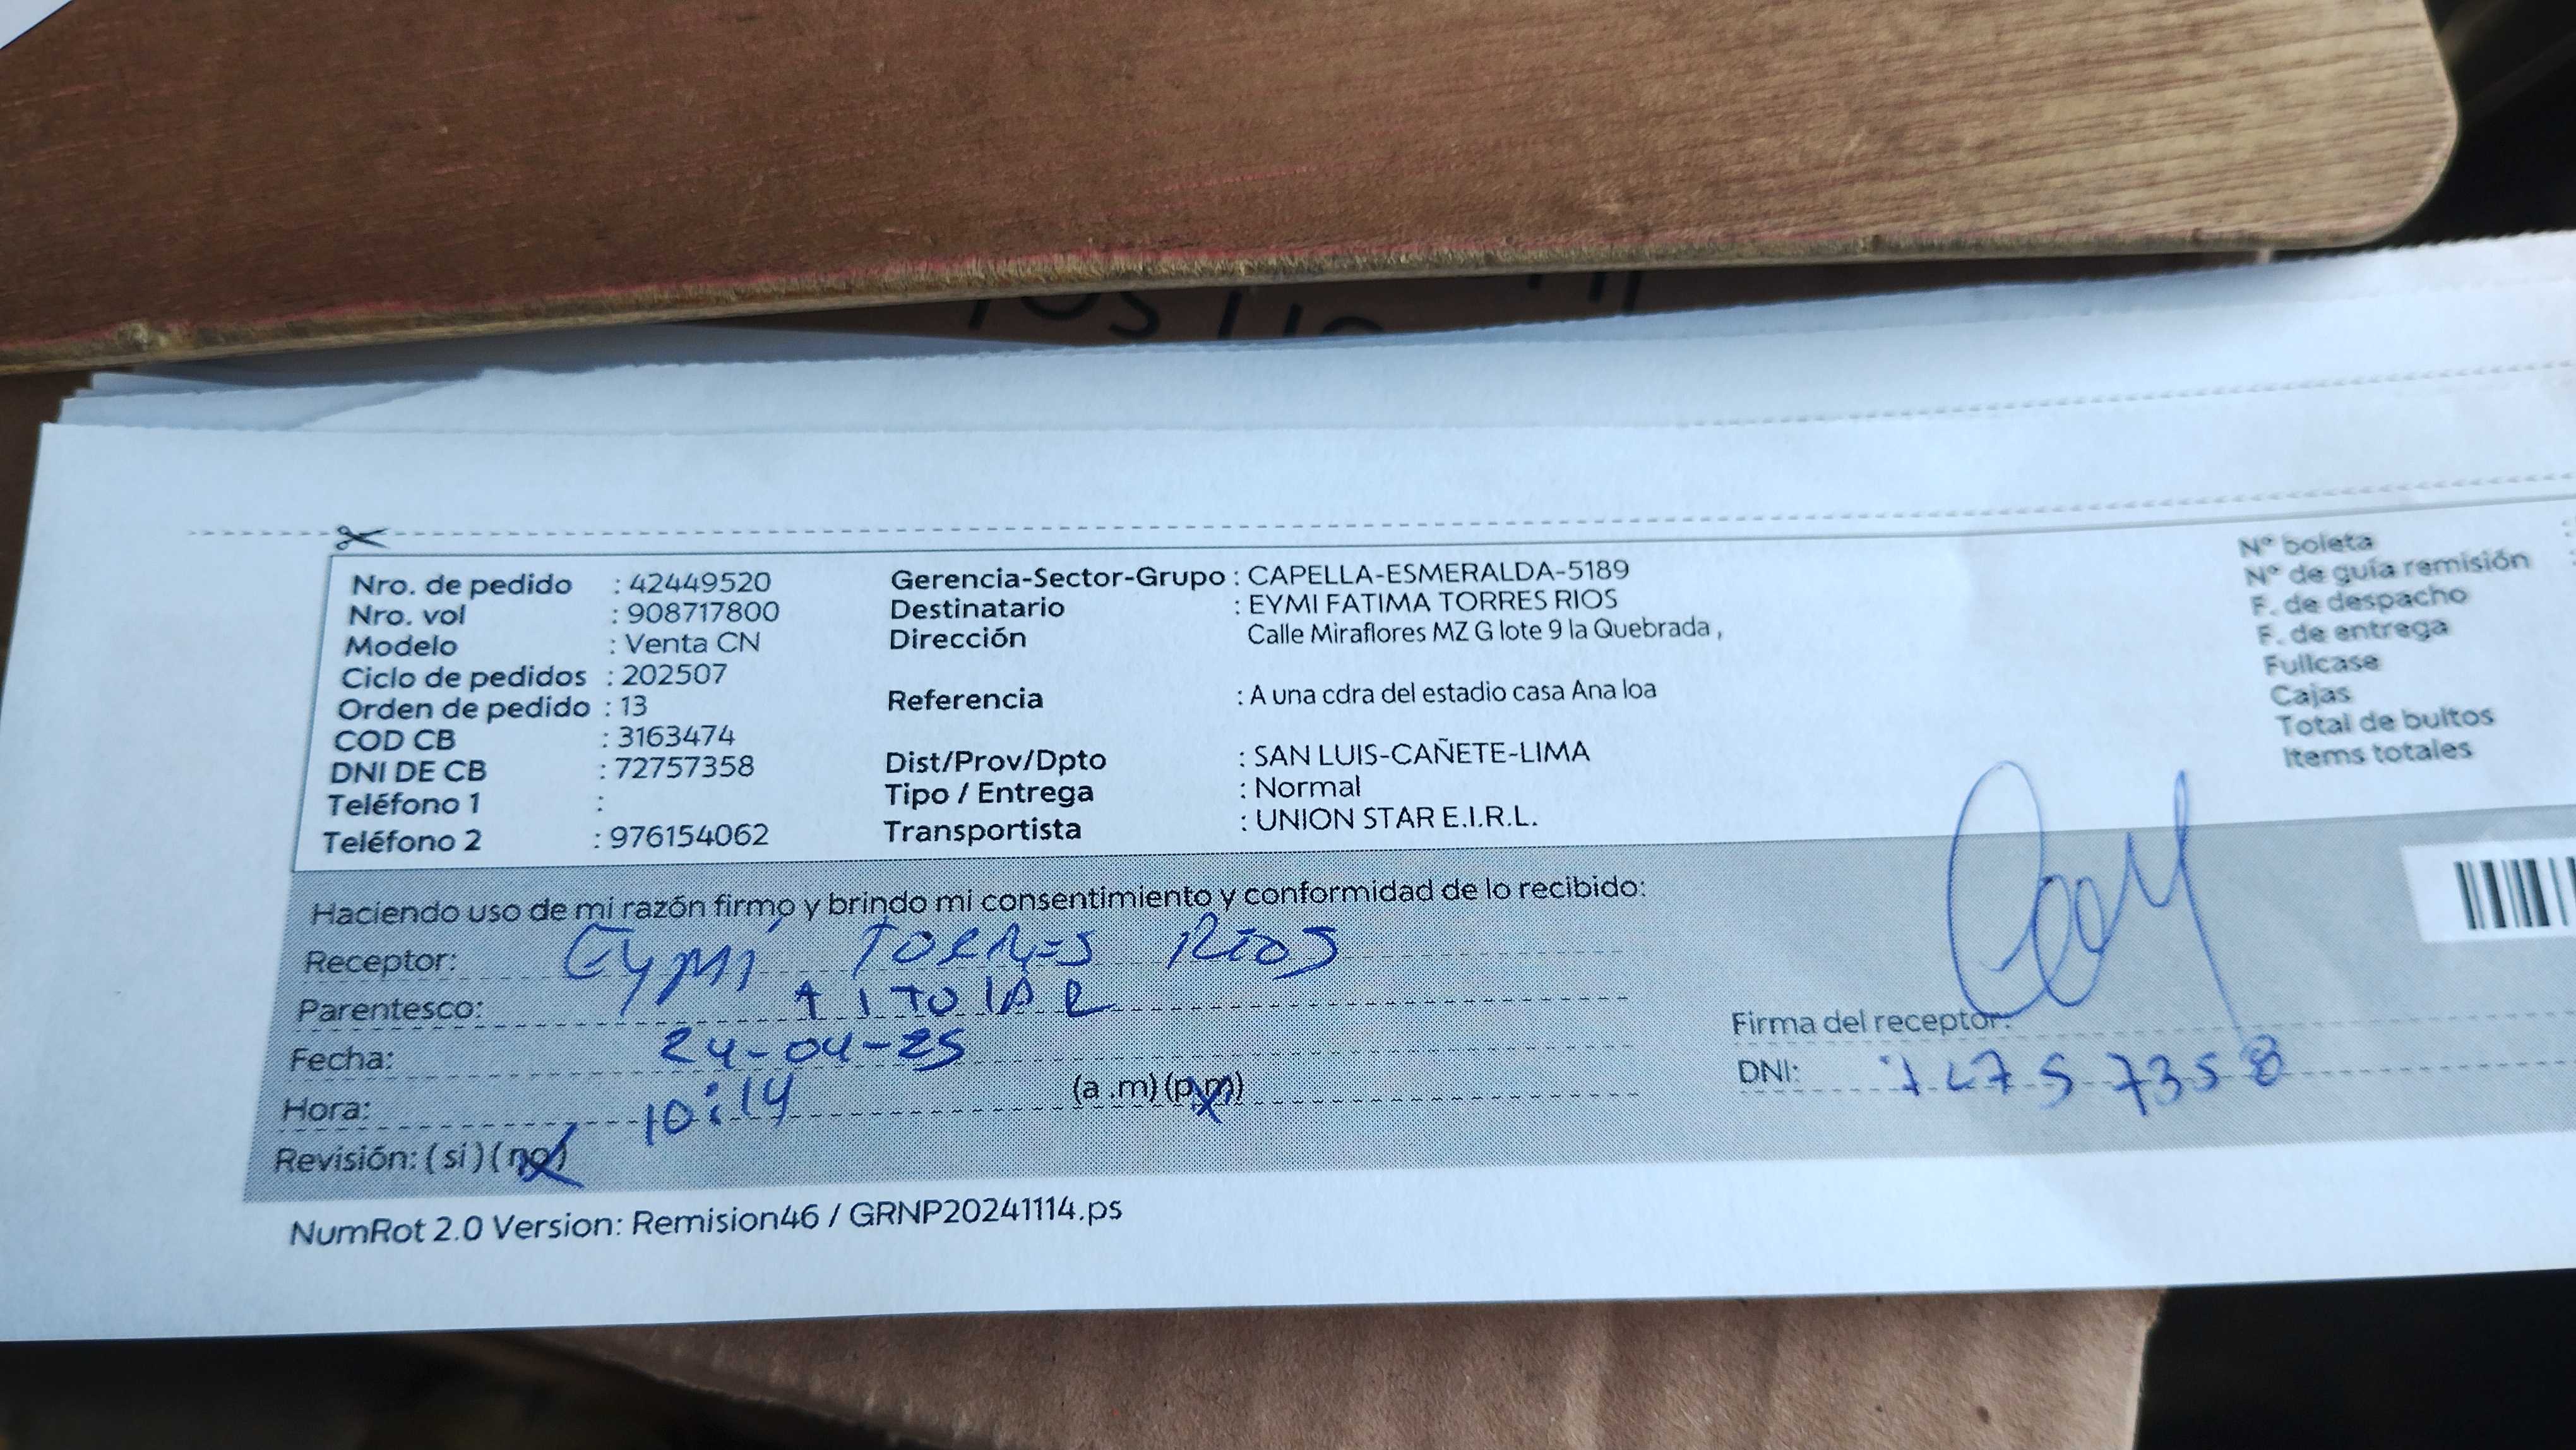 Nro. de pedido : 42449520
Nro. vol : 908717800
Modelo : Venta CN
Ciclo de pedidos : 202507
Orden de pedido : 13
COD CB : 3163474
DNI DE CB : 72757358
Teléfono 1 :
Teléfono 2 : 976154062
Gerencia-Sector-Grupo : CAPELLA-ESMERALDA-5189
Destinatario : EYMI FATIMA TORRES RIOS
Dirección Calle Miraflores MZ G lote 9 la Quebrada ,
Referencia : A una cdra del estadio casa Ana loa
Dist/Prov/Dpto : SAN LUIS-CAÑETE-LIMA
Tipo / Entrega : Normal
Transportista : UNION STAR E.I.R.L.
N° boleta :
N° de guía remisión :
F. de despacho
F. de entrega
Fullcase
Cajas
Total de bultos
Items totales
Haciendo uso de mi razón firmo y brindo mi consentimiento y conformidad de lo recibido:
Receptor: EYMI TORRES RIOS
Parentesco: TITULAR
Fecha: 24-04-25
Hora: 10:14 (a .m) (p.m)
Revisión: ( si ) ( no )
Firma del receptor:
DNI: 72757358
NumRot 2.0 Version: Remision46 / GRNP20241114.ps